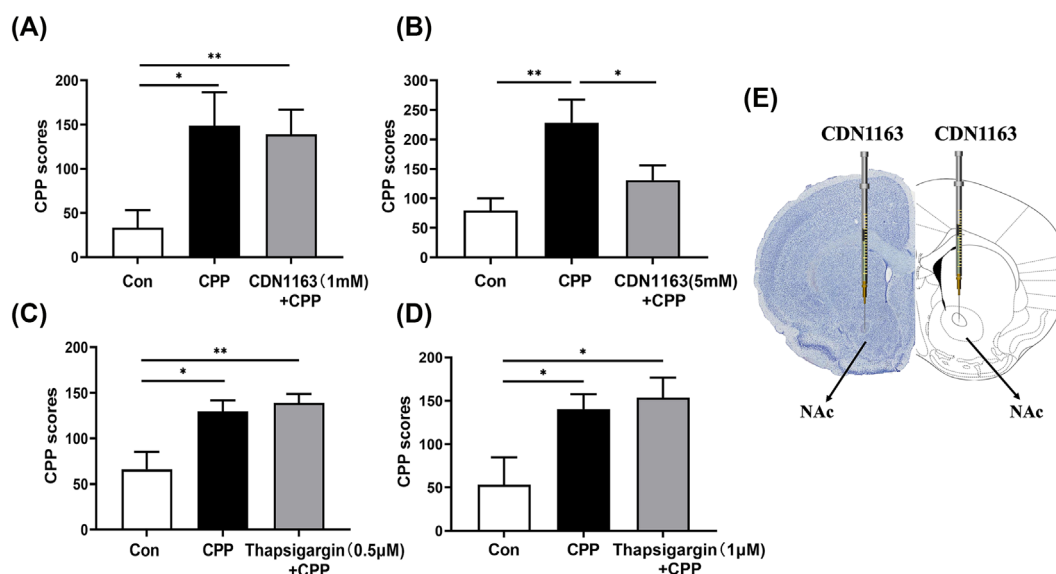 (A)
CPP scores
200
150
100
50
0
*
**
Con
CPP
CDN1163（1mM)
+CPP
(B)
CPP scores
300
250
200
150
100
50
0
**
*
Con
CPP
CDN1163(5mM)
+CPP
(C)
CPP scores
200
150
100
50
0
*
**
Con
CPP
Thapsigargin（0.5μM)
+CPP
(D)
CPP scores
200
150
100
50
0
*
*
Con
CPP
Thapsigargin（1μM)
+CPP
(E)
CDN1163
CDN1163
NAc
NAc